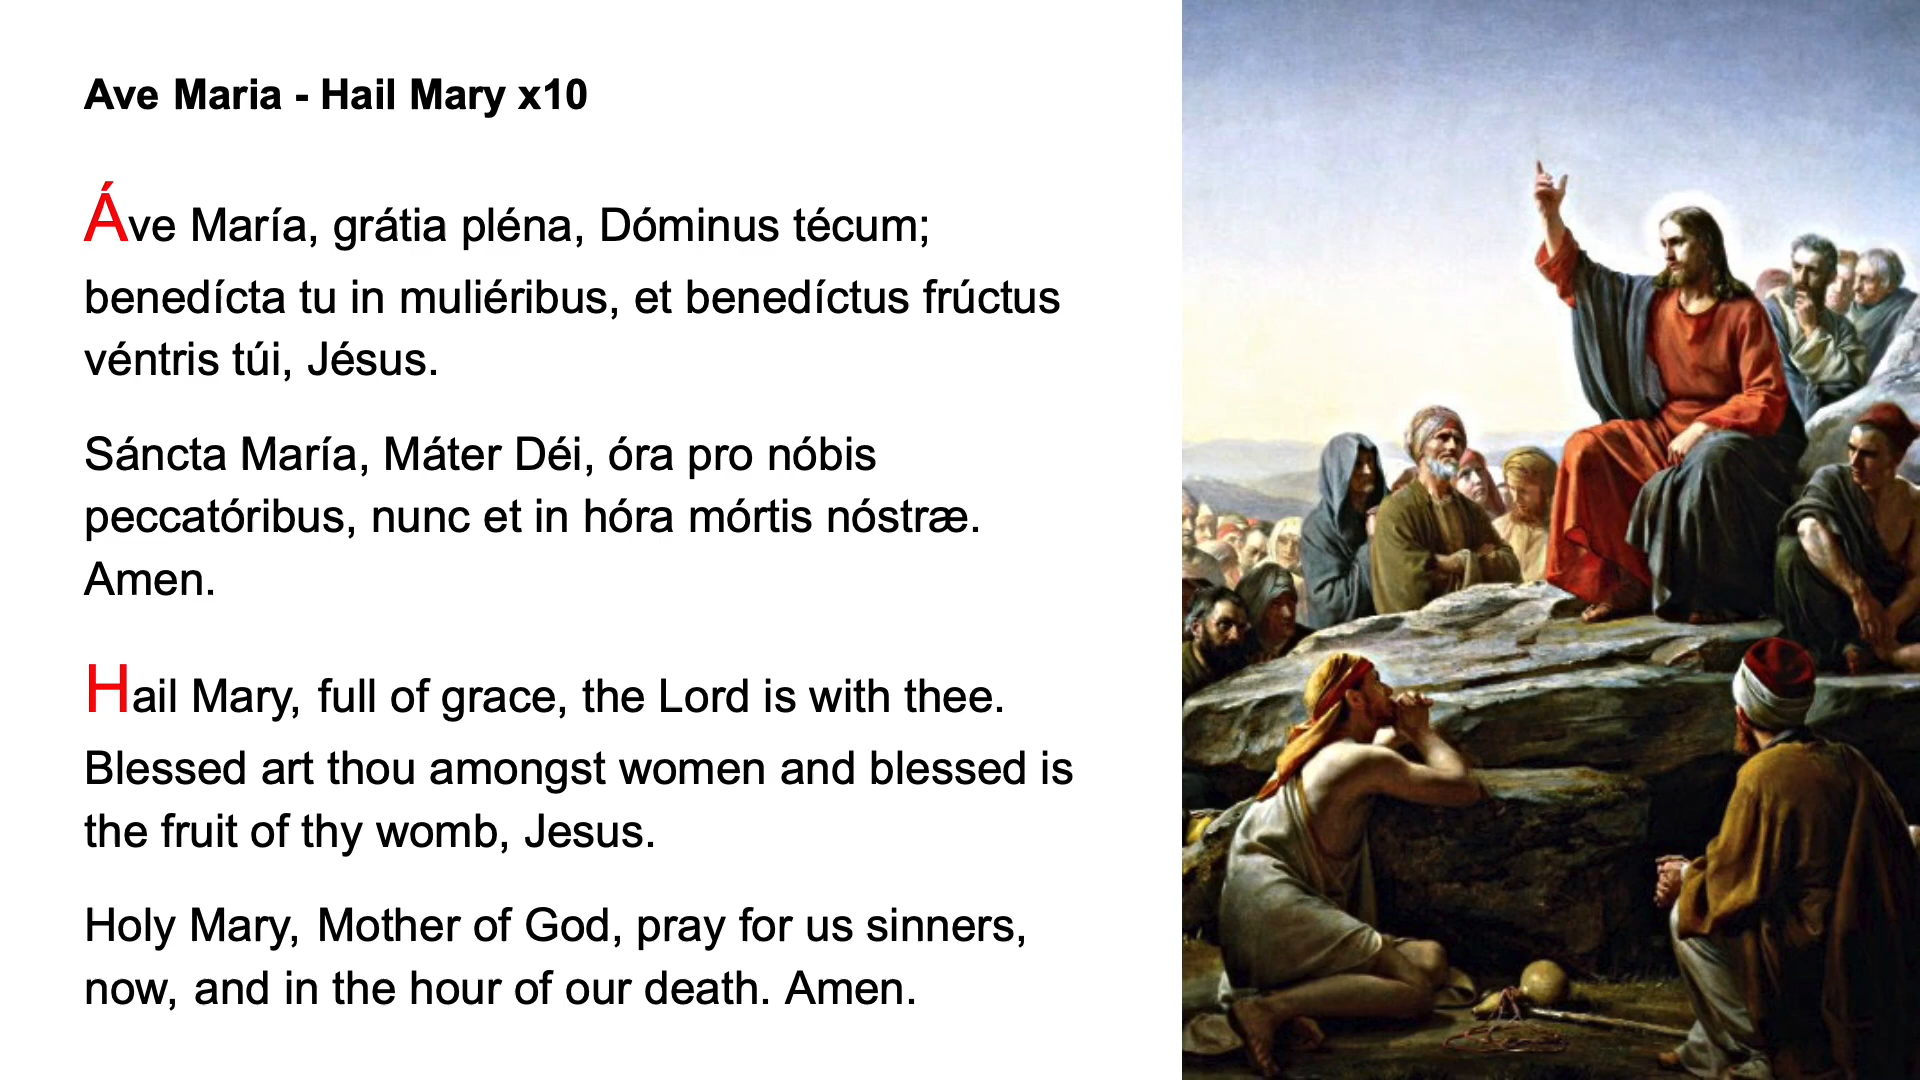 Ave Maria - Hail Mary x10
Áve María, grátia pléna, Dóminus técum;
benedícta tu in muliéribus, et benedíctus frúctus
véntris túi, Jésus.
Sáncta María, Máter Déi, óra pro nóbis
peccatóribus, nunc et in hóra mórtis nóstræ.
Amen.
Hail Mary, full of grace, the Lord is with thee.
Blessed art thou amongst women and blessed is
the fruit of thy womb, Jesus.
Holy Mary, Mother of God, pray for us sinners,
now, and in the hour of our death. Amen.